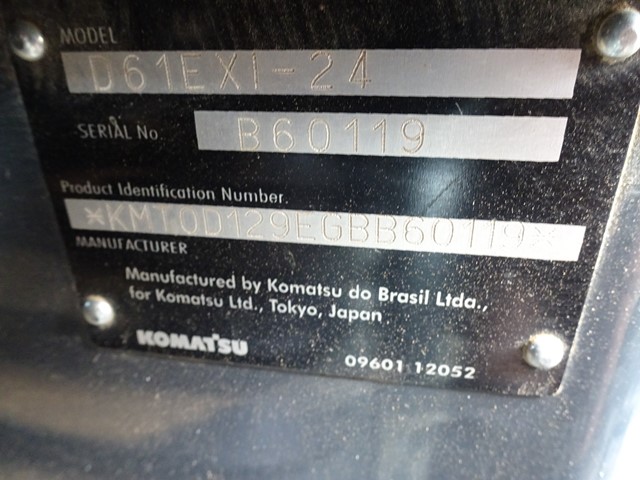 MODEL
D61EXI-24
SERIAL No.
B60119
Product Identification Number
*KMT0D129EGBB60119*
MANUFACTURER
Manufactured by Komatsu do Brasil Ltda.,
for Komatsu Ltd., Tokyo, Japan
KOMATSU
09601 12052